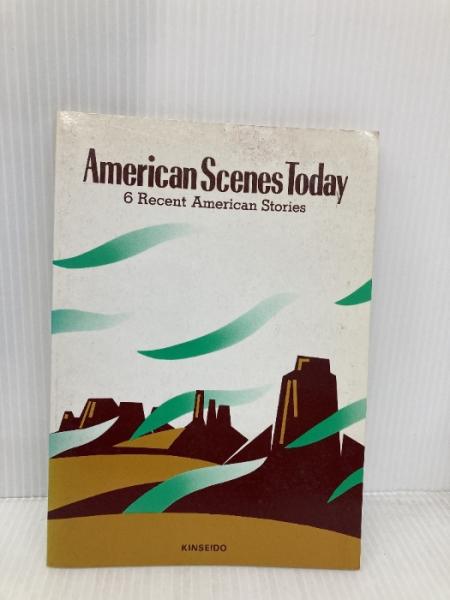 American Scenes Today
6 Recent American Stories
KINSEIDO